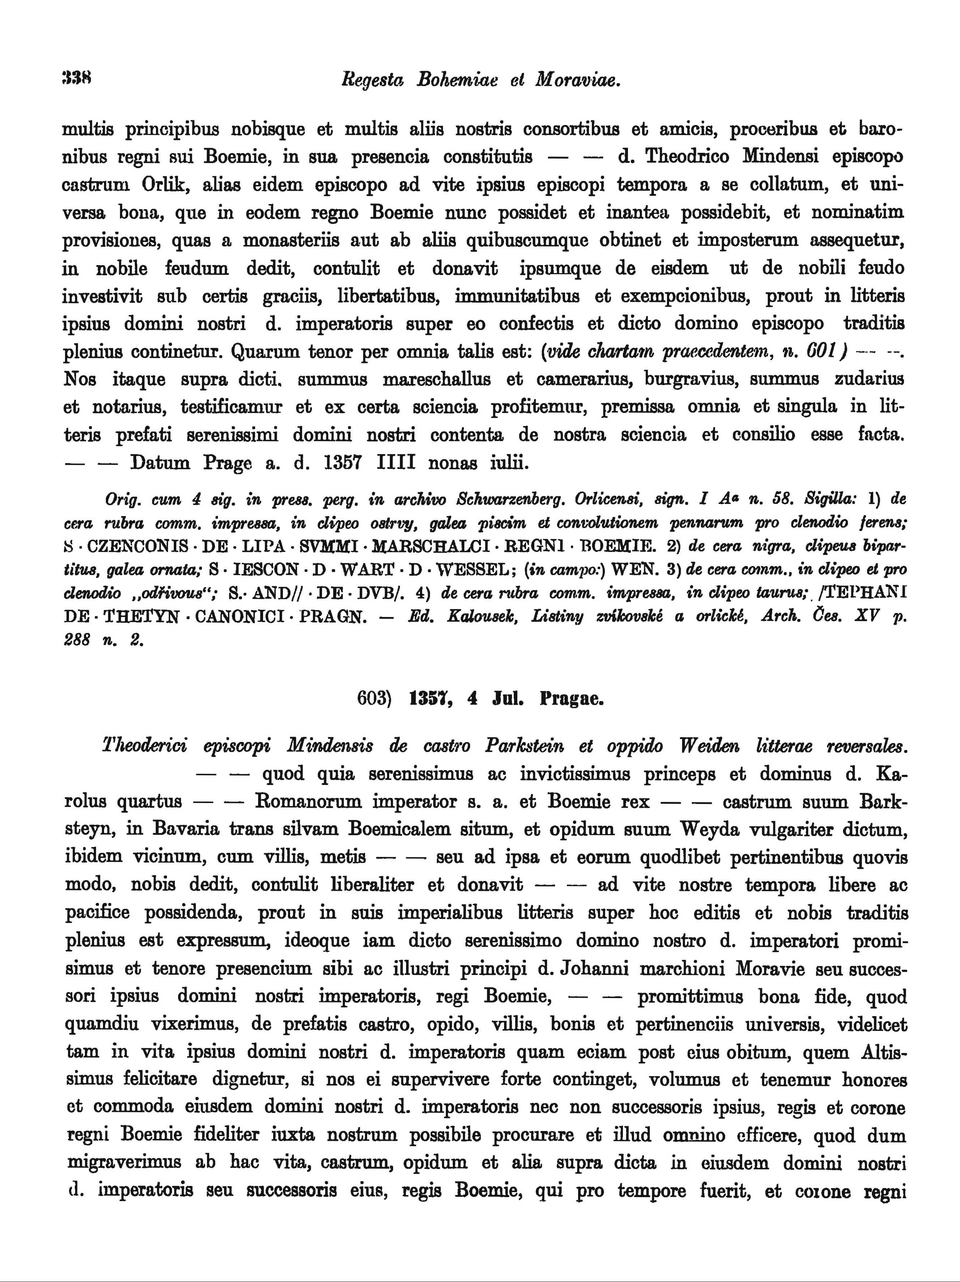 338 Regesta Bohemiae et Moraviae.
multis principibus nobisque et multis aliis nostris consortibus et amicis, proceribus et baro-
nibus regni sui Boemie, in sua presencia constitutis — — d. Theodrico Mindensi episcopo
castrum Orlik, alias eidem episcopo ad vite ipsius episcopi tempora a se collatum, et uni-
versa bona, que in eodem regno Boemie nunc possidet et inantea possidebit, et nominatim
provisiones, quas a monasteriis aut ab aliis quibuscumque obtinet et imposterum assequetur,
in nobile feudum dedit, contulit et donavit ipsumque de eisdem ut de nobili feudo
investivit sub certis graciis, libertatibus, immunitatibus et exempcionibus, prout in litteris
ipsius domini nostri d. imperatoris super eo confectis et dicto domino episcopo traditis
plenius continetur. Quarum tenor per omnia talis est: (vide chartam praecedentem, n. 601) — —.
Nos itaque supra dicti, summus mareschallus et camerarius, burgravius, summus zudarius
et notarius, testificamur et ex certa sciencia profitemur, premissa omnia et singula in lit-
teris prefati serenissimi domini nostri contenta de nostra sciencia et consilio esse facta.
— — Datum Prage a. d. 1357 IIII nonas iulii.
Orig. cum 4 sig. in press. perg. in archivo Schwarzenberg. Orlicensi, sign. I Aª n. 58. Sigilla: 1) de
cera rubra comm. impressa, in clipeo ostrvy, galea piscim et convolutionem pennarum pro clenodio ferens;
S · CZENCONIS · DE · LIPA · SVMMI · MARSCHALCI · REGNI · BOEMIE. 2) de cera nigra, clipeus bipar-
titus, galea ornata; S · IESCON · D · WART · D · WESSEL; (in campo:) WEN. 3) de cera comm., in clipeo et pro
clenodio „odřivous“; S.· AND// · DE · DVB/. 4) de cera rubra comm. impressa, in clipeo taurus; /TEPHANI
DE · THETYN · CANONICI · PRAGN. — Ed. Kalousek, Listiny zvíkovské a orlické, Arch. Čes. XV p.
288 n. 2.
603) 1357, 4 Jul. Pragae.
Theoderici episcopi Mindensis de castro Parkstein et oppido Weiden litterae reversales.
— — quod quia serenissimus ac invictissimus princeps et dominus d. Ka-
rolus quartus — — Romanorum imperator s. a. et Boemie rex — — castrum suum Bark-
steyn, in Bavaria trans silvam Boemicalem situm, et opidum suum Weyda vulgariter dictum,
ibidem vicinum, cum villis, metis — — seu ad ipsa et eorum quodlibet pertinentibus quovis
modo, nobis dedit, contulit liberaliter et donavit — — ad vite nostre tempora libere ac
pacifice possidenda, prout in suis imperialibus litteris super hoc editis et nobis traditis
plenius est expressum, ideoque iam dicto serenissimo domino nostro d. imperatori promi-
simus et tenore presencium sibi ac illustri principi d. Johanni marchioni Moravie seu succes-
sori ipsius domini nostri imperatoris, regi Boemie, — — promittimus bona fide, quod
quamdiu vixerimus, de prefatis castro, opido, villis, bonis et pertinenciis universis, videlicet
tam in vita ipsius domini nostri d. imperatoris quam eciam post eius obitum, quem Altis-
simus felicitare dignetur, si nos ei supervivere forte continget, volumus et tenemur honores
et commoda eiusdem domini nostri d. imperatoris nec non successoris ipsius, regis et corone
regni Boemie fideliter iuxta nostrum possibile procurare et illud omnino efficere, quod dum
migraverimus ab hac vita, castrum, opidum et alia supra dicta in eiusdem domini nostri
d. imperatoris seu successoris eius, regis Boemie, qui pro tempore fuerit, et corone regni